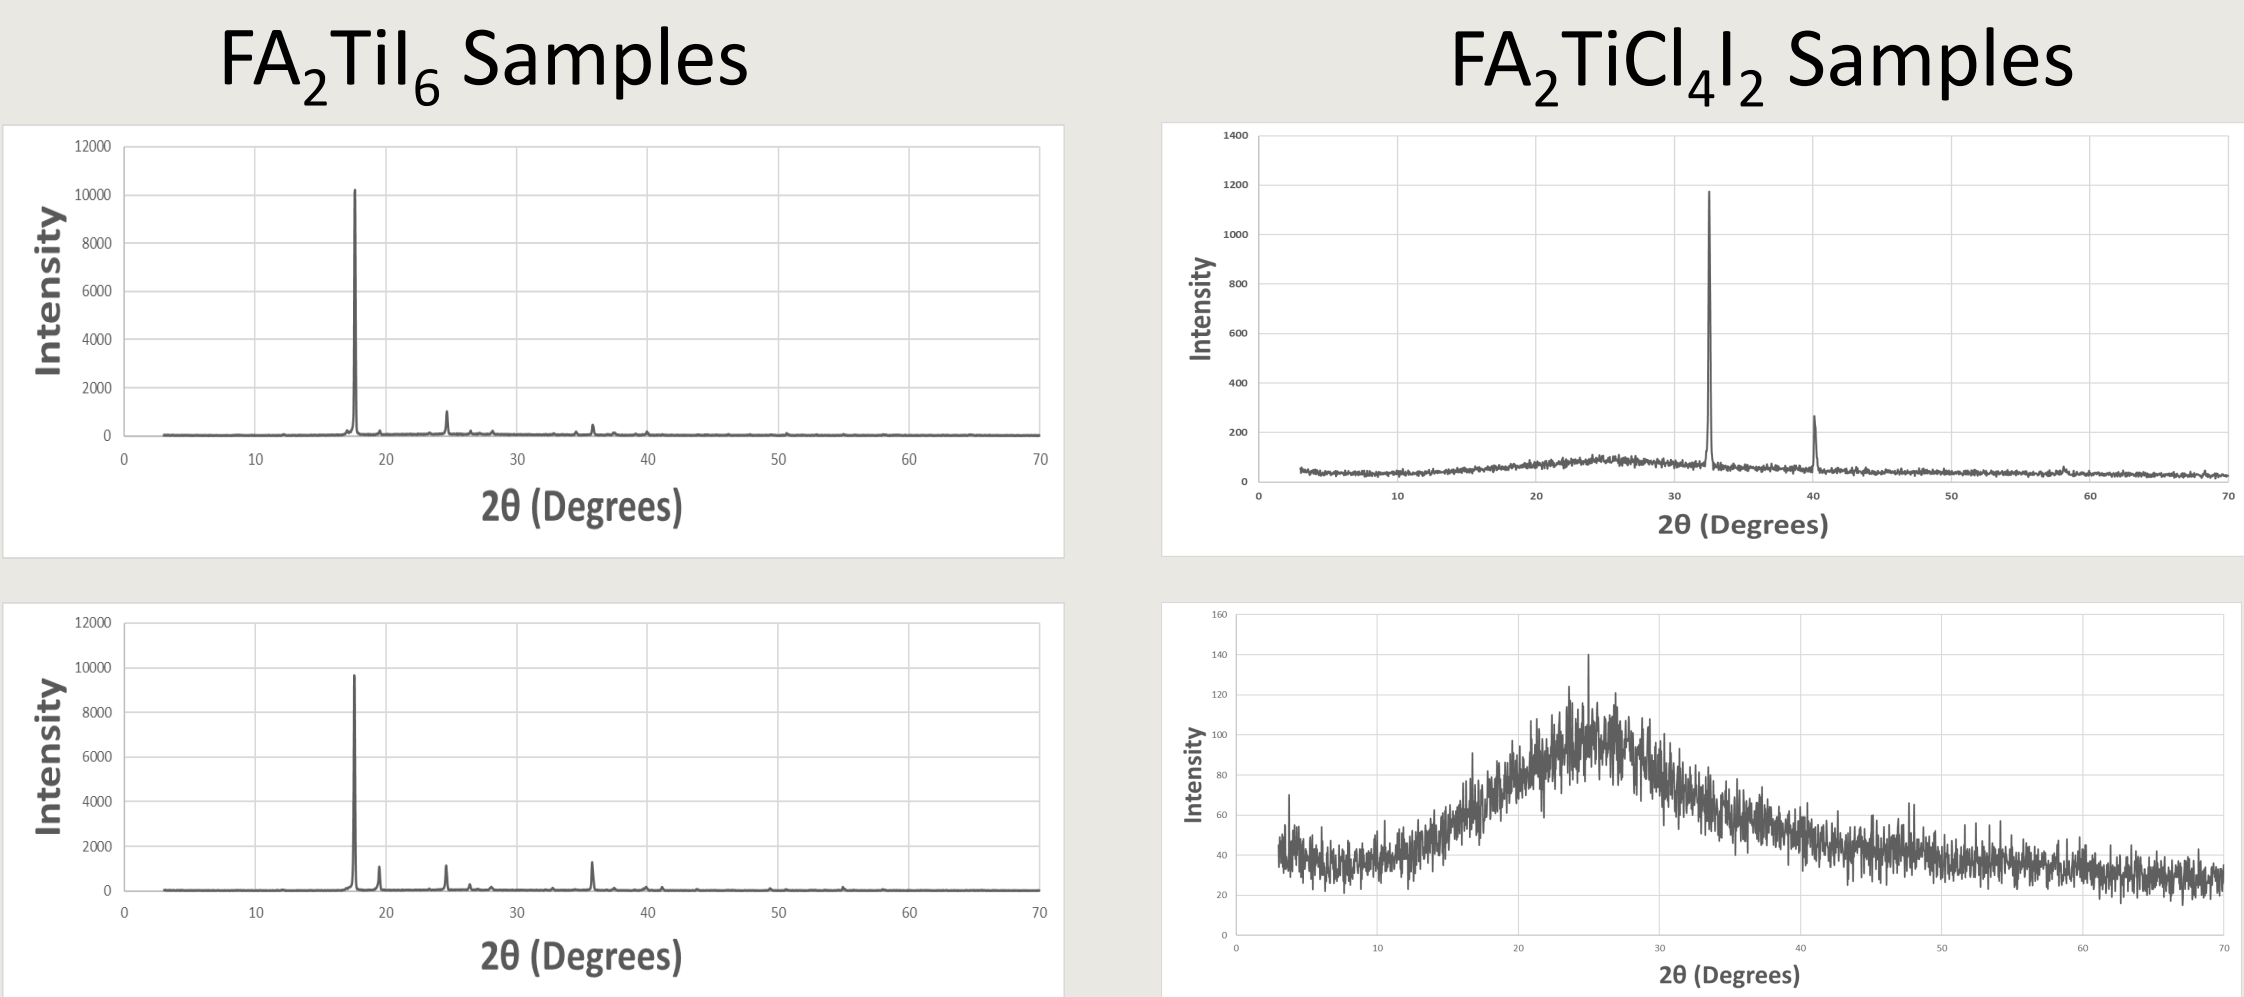 FA₂TiI₆ Samples
FA₂TiCl₄I₂ Samples
12000
10000
8000
6000
4000
2000
0
Intensity
0 10 20 30 40 50 60 70
2θ (Degrees)
1400
1200
1000
800
600
400
200
0
Intensity
0 10 20 30 40 50 60 70
2θ (Degrees)
12000
10000
8000
6000
4000
2000
0
Intensity
0 10 20 30 40 50 60 70
2θ (Degrees)
160
140
120
100
80
60
40
20
0
Intensity
0 10 20 30 40 50 60 70
2θ (Degrees)